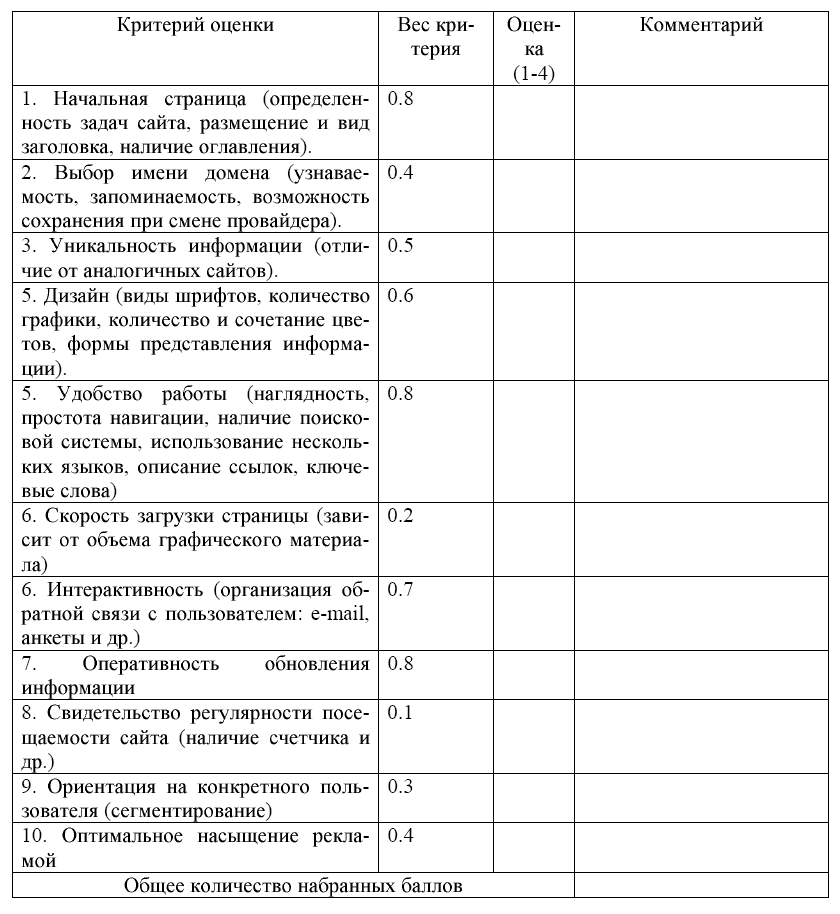 Критерий оценки
Вес кри-
терия
Оцен-
ка
(1-4)
Комментарий
1. Начальная страница (определен-
ность задач сайта, размещение и вид
заголовка, наличие оглавления).
0.8
2. Выбор имени домена (узнавае-
мость, запоминаемость, возможность
сохранения при смене провайдера).
0.4
3. Уникальность информации (отли-
чие от аналогичных сайтов).
0.5
5. Дизайн (виды шрифтов, количество
графики, количество и сочетание цве-
тов, формы представления информа-
ции).
0.6
5. Удобство работы (наглядность,
простота навигации, наличие поиско-
вой системы, использование несколь-
ких языков, описание ссылок, ключе-
вые слова)
0.8
6. Скорость загрузки страницы (зави-
сит от объема графического материа-
ла)
0.2
6. Интерактивность (организация об-
ратной связи с пользователем: e-mail,
анкеты и др.)
0.7
7. Оперативность обновления
информации
0.8
8. Свидетельство регулярности посе-
щаемости сайта (наличие счетчика и
др.)
0.1
9. Ориентация на конкретного поль-
зователя (сегментирование)
0.3
10. Оптимальное насыщение рекла-
мой
0.4
Общее количество набранных баллов